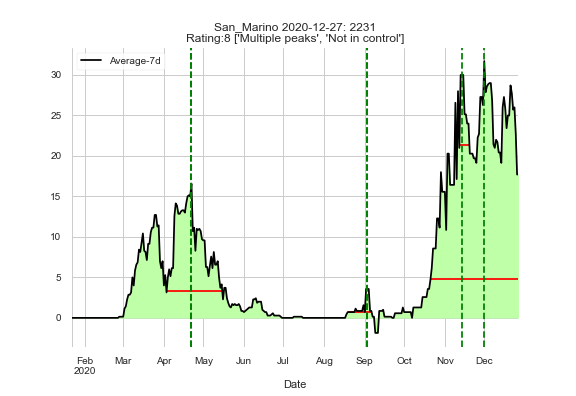 San_Marino 2020-12-27: 2231
Rating:8 ['Multiple peaks', 'Not in control']
Average-7d
30
25
20
15
10
5
0
Feb Mar Apr May Jun Jul Aug Sep Oct Nov Dec
2020
Date